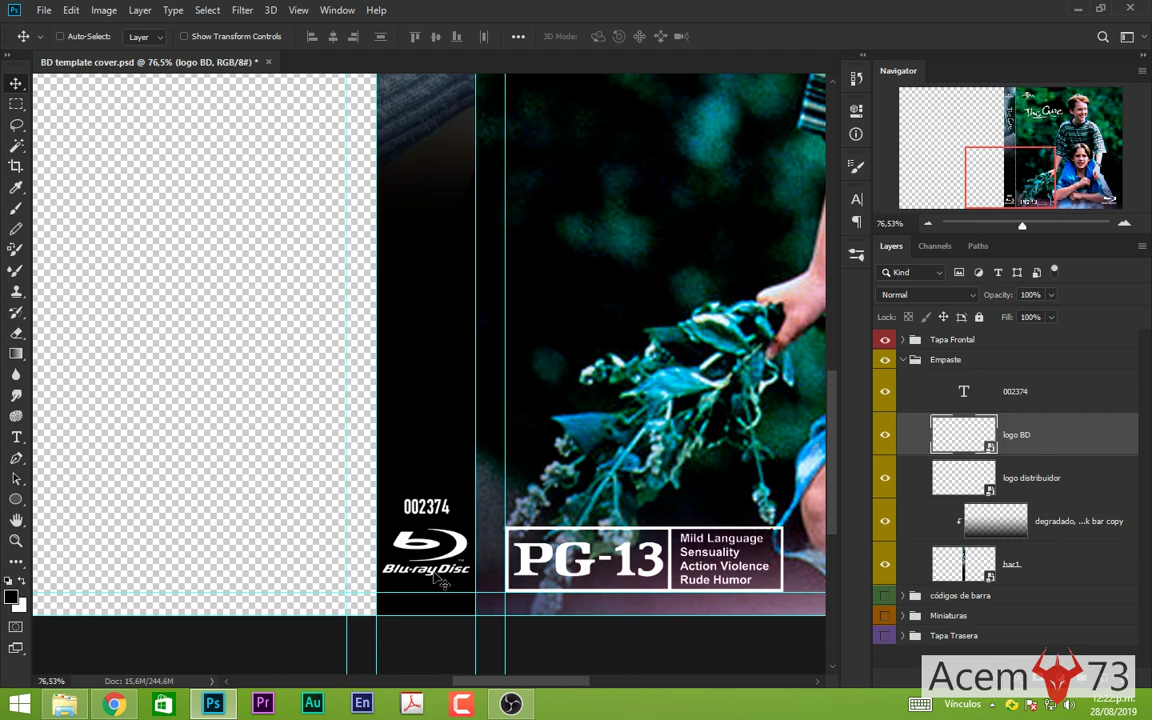 File Edit Image Layer Type Select Filter 3D View Window Help
Auto-Select: Layer Show Transform Controls 3D Mode:
BD template cover.psd @ 76,5% (logo BD, RGB/8#) *
Navigator
The Cure
76,53%
Layers Channels Paths
Kind
Normal Opacity: 100%
Lock: Fill: 100%
Tapa Frontal
Empaste
002374
logo BD
logo distribuidor
degradado, ...k bar copy
bar1
códigos de barra
Miniaturas
Tapa Trasera
002374
Blu-ray Disc
PG-13
Mild Language
Sensuality
Action Violence
Rude Humor
76,53% Doc: 15,6M/244,6M
Acem 73
Vínculos
12:22p.m.
28/08/2019